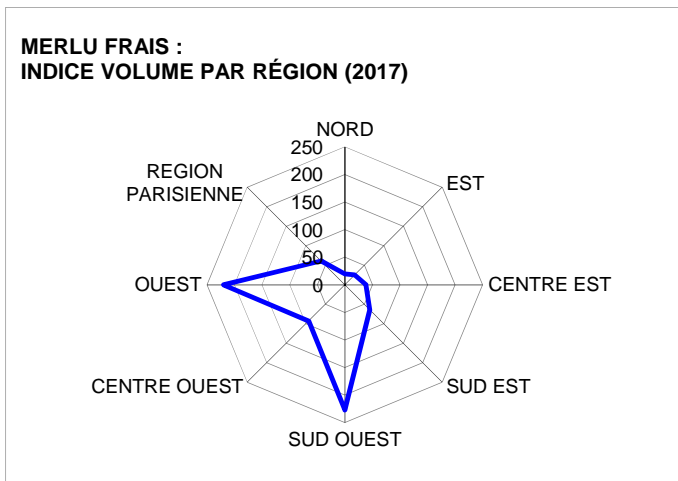 MERLU FRAIS :
INDICE VOLUME PAR RÉGION (2017)
NORD
250
REGION
PARISIENNE
EST
200
150
100
50
OUEST
0
CENTRE EST
CENTRE OUEST
SUD EST
SUD OUEST